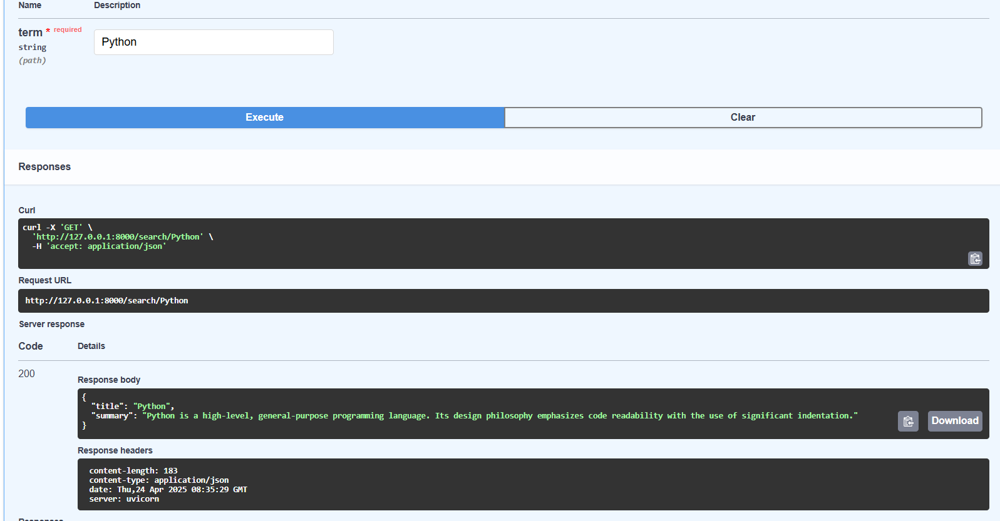 Name Description
term * required
Python
string
(path)
Execute Clear
Responses
Curl
curl -X 'GET' \
'http://127.0.0.1:8000/search/Python' \
-H 'accept: application/json'
Request URL
http://127.0.0.1:8000/search/Python
Server response
Code Details
200
Response body
{
"title": "Python",
"summary": "Python is a high-level, general-purpose programming language. Its design philosophy emphasizes code readability with the use of significant indentation."
}
Download
Response headers
content-length: 183
content-type: application/json
date: Thu,24 Apr 2025 08:35:29 GMT
server: uvicorn
Responses